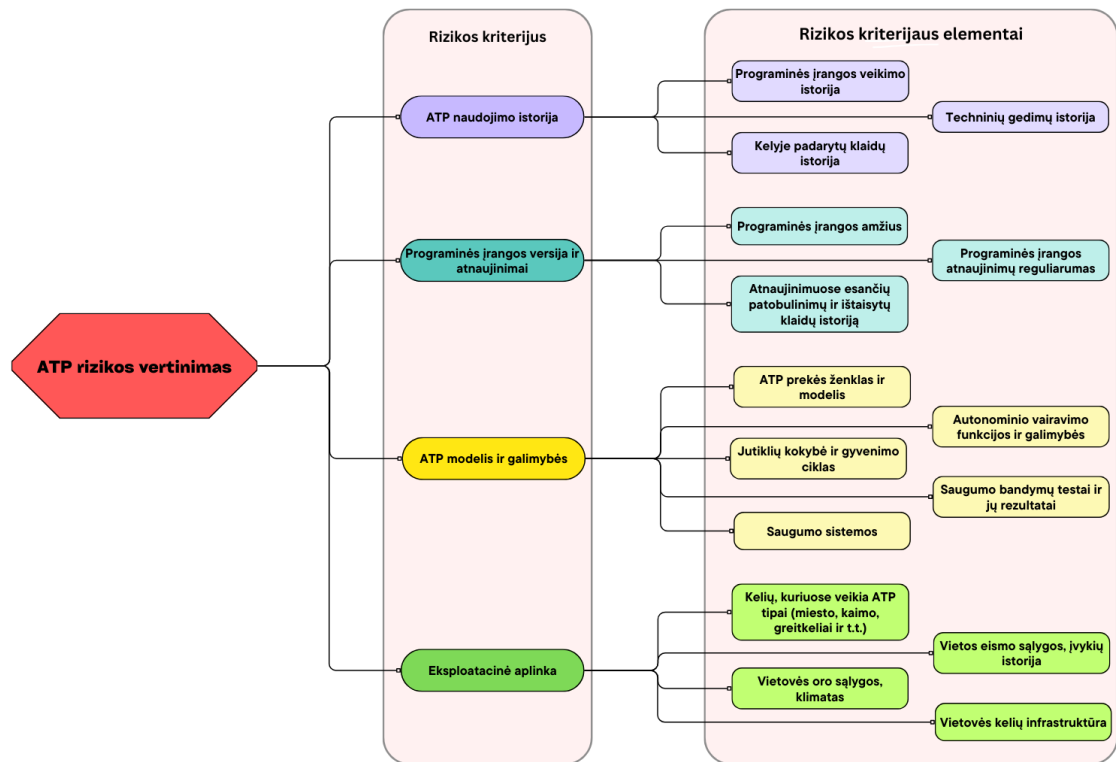 Rizikos kriterijus
Rizikos kriterijaus elementai
ATP rizikos vertinimas
ATP naudojimo istorija
Programinės įrangos veikimo
istorija
Techninių gedimų istorija
Kelyje padarytų klaidų
istorija
Programinės įrangos versija ir
atnaujinimai
Programinės įrangos amžius
Programinės įrangos
atnaujinimų reguliarumas
Atnaujinimuose esančių
patobulinimų ir ištaisytų
klaidų istoriją
ATP modelis ir galimybės
ATP prekės ženklas ir
modelis
Autonominio vairavimo
funkcijos ir galimybės
Jutiklių kokybė ir gyvenimo
ciklas
Saugumo bandymų testai ir
jų rezultatai
Saugumo sistemos
Eksploatacinė aplinka
Kelių, kuriuose veikia ATP
tipai (miesto, kaimo,
greitkeliai ir t.t.)
Vietos eismo sąlygos, įvykių
istorija
Vietovės oro sąlygos,
klimatas
Vietovės kelių infrastruktūra